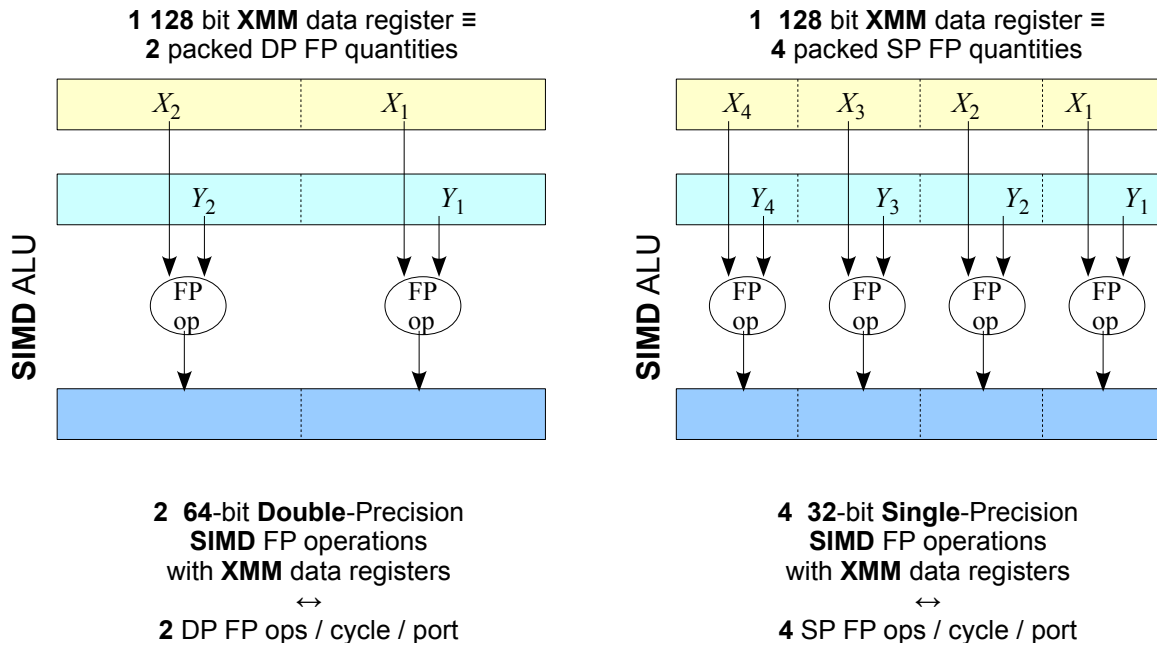 1 128 bit XMM data register ≡
2 packed DP FP quantities
X2 X1
Y2 Y1
SIMD ALU
FP op
FP op
2 64-bit Double-Precision
SIMD FP operations
with XMM data registers
↔
2 DP FP ops / cycle / port
1 128 bit XMM data register ≡
4 packed SP FP quantities
X4 X3 X2 X1
Y4 Y3 Y2 Y1
SIMD ALU
FP op
FP op
FP op
FP op
4 32-bit Single-Precision
SIMD FP operations
with XMM data registers
↔
4 SP FP ops / cycle / port